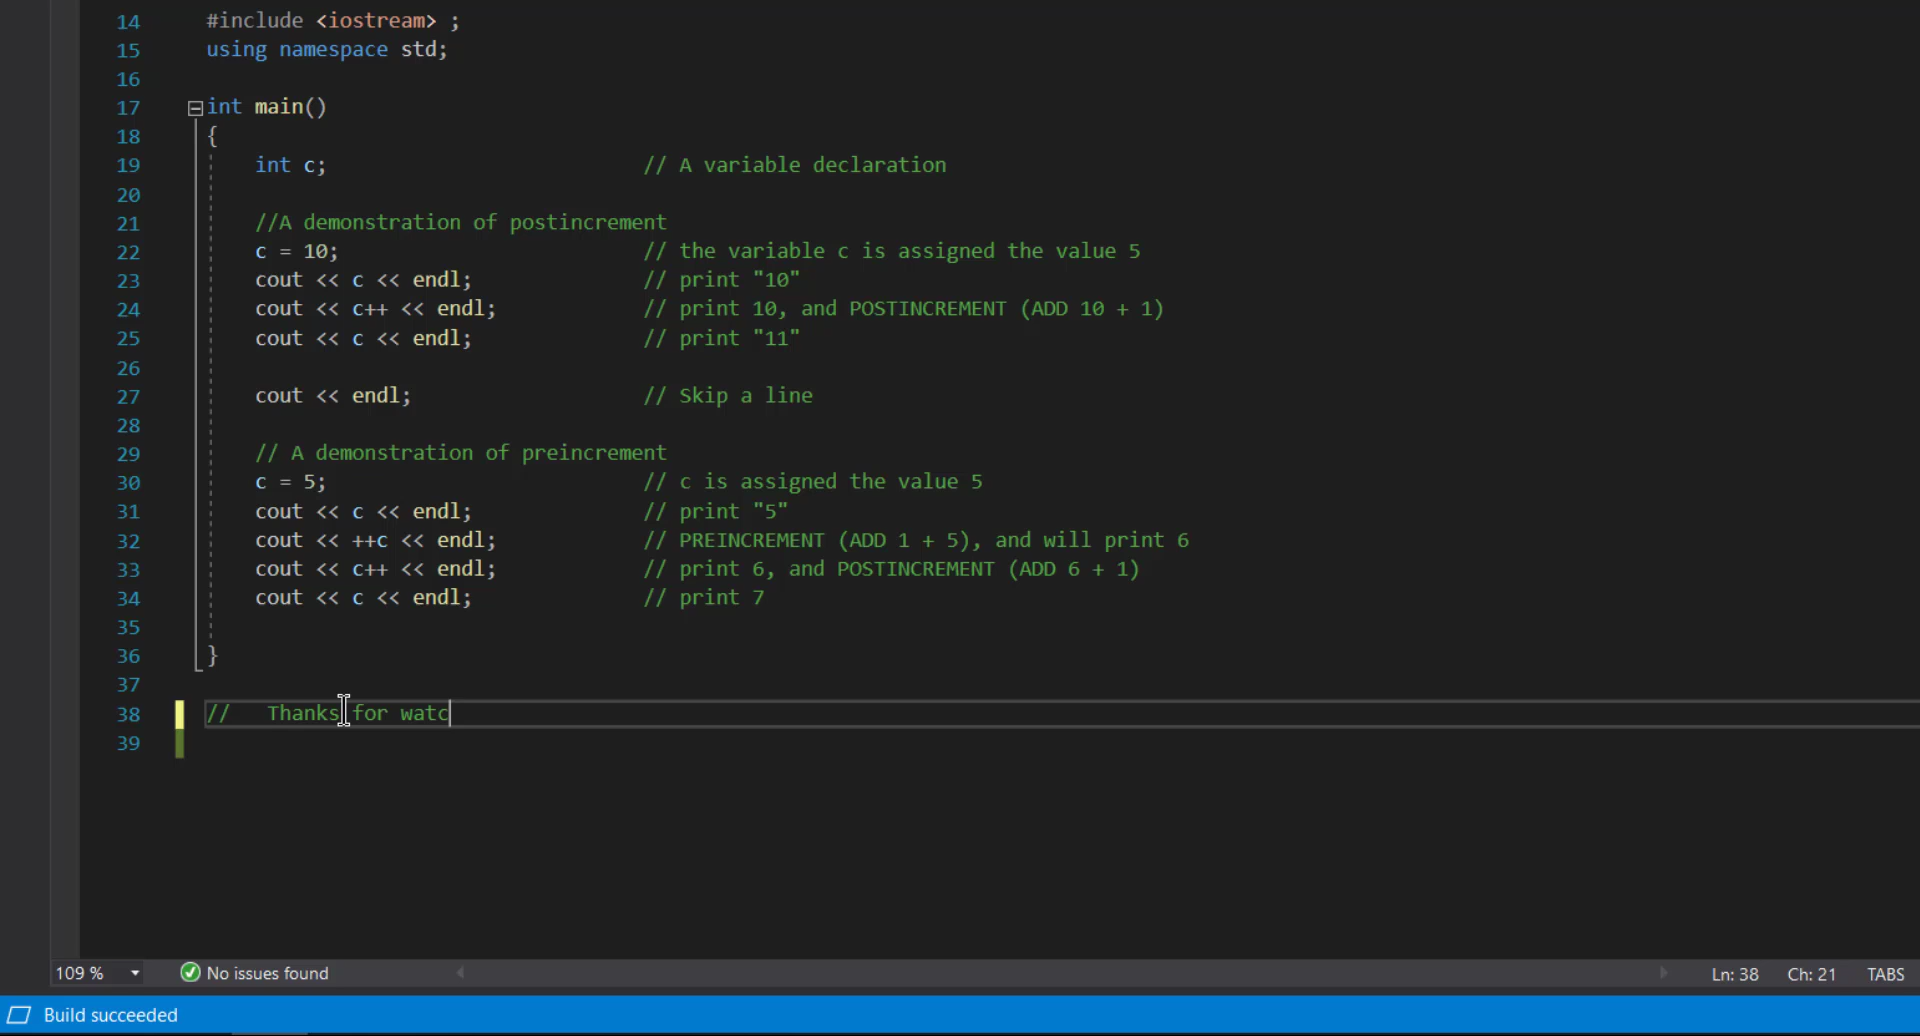 14 #include <iostream> ;
15 using namespace std;
16
17 int main()
18 {
19 int c; // A variable declaration
20
21 //A demonstration of postincrement
22 c = 10; // the variable c is assigned the value 5
23 cout << c << endl; // print "10"
24 cout << c++ << endl; // print 10, and POSTINCREMENT (ADD 10 + 1)
25 cout << c << endl; // print "11"
26
27 cout << endl; // Skip a line
28
29 // A demonstration of preincrement
30 c = 5; // c is assigned the value 5
31 cout << c << endl; // print "5"
32 cout << ++c << endl; // PREINCREMENT (ADD 1 + 5), and will print 6
33 cout << c++ << endl; // print 6, and POSTINCREMENT (ADD 6 + 1)
34 cout << c << endl; // print 7
35
36 }
37
38 // Thanks for watc
39
109 % No issues found Ln: 38 Ch: 21 TABS
Build succeeded